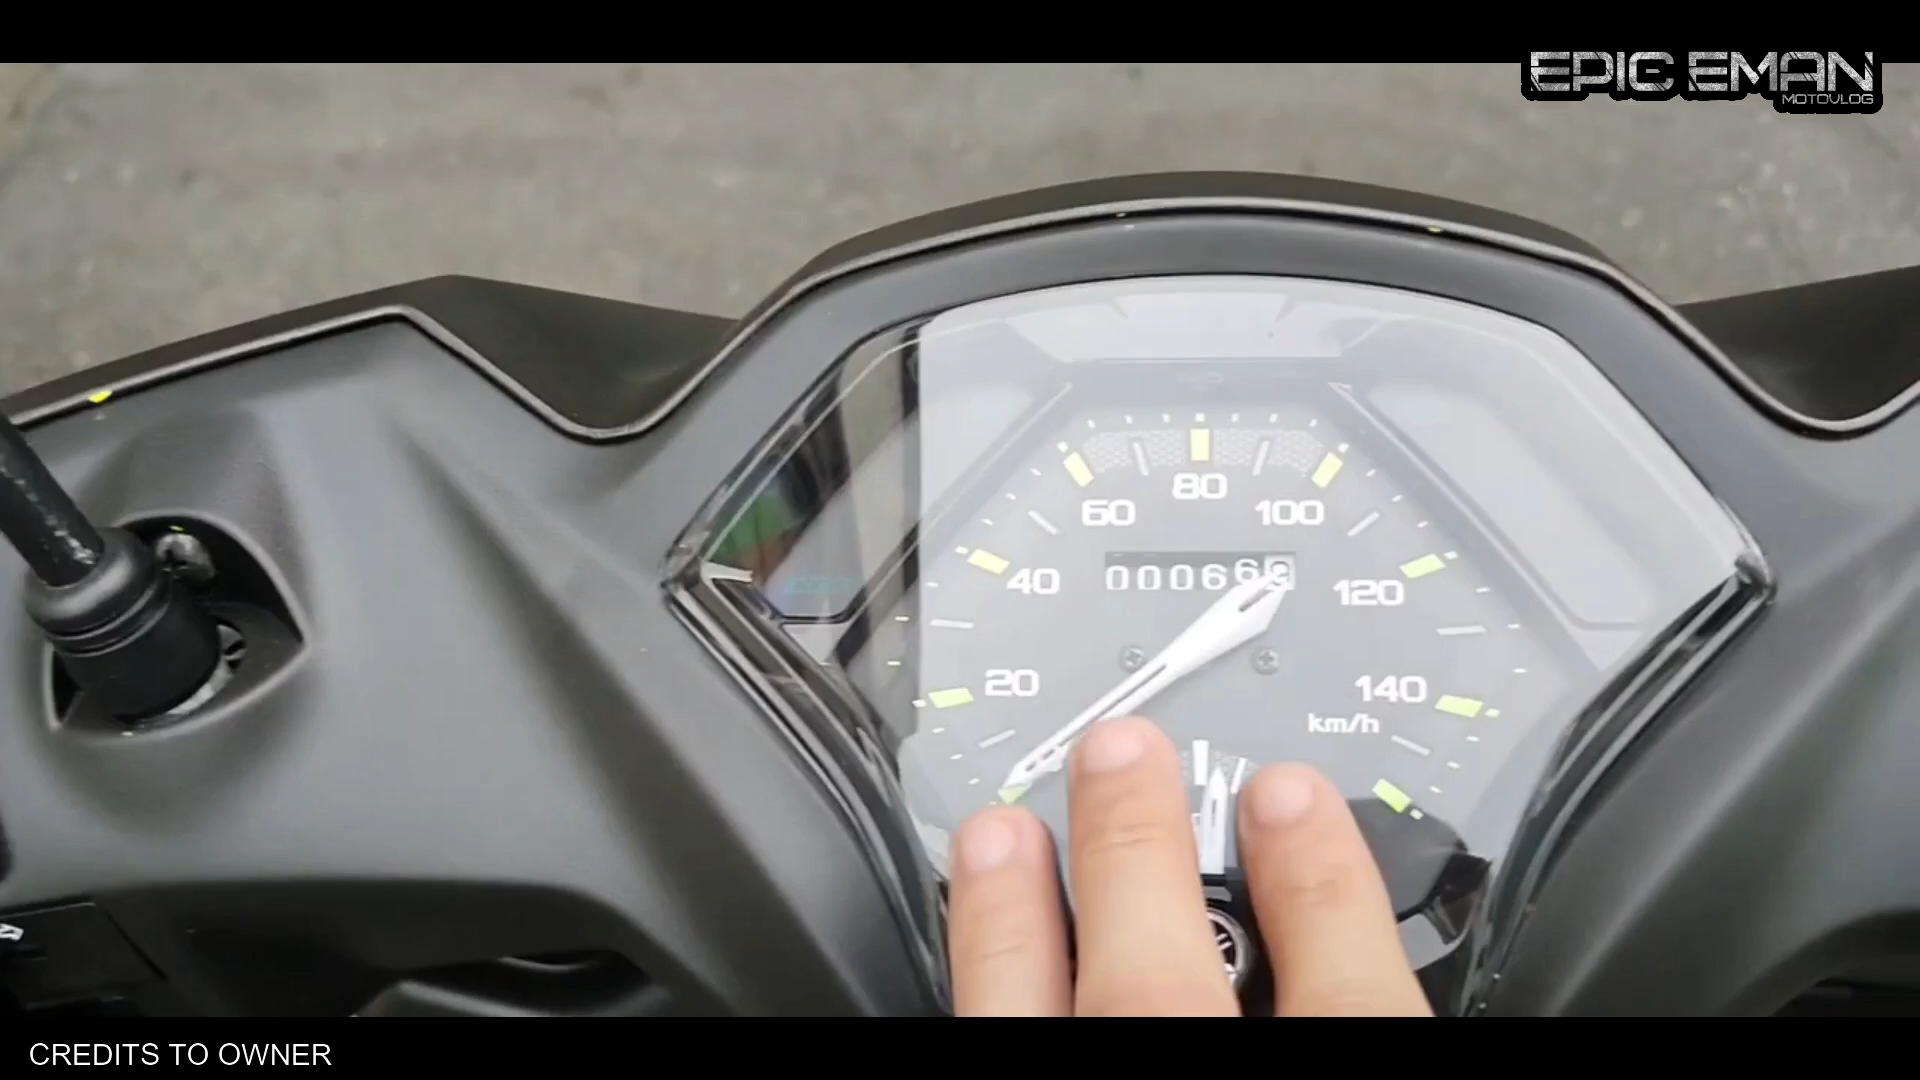 EPIC EMAN
MOTOVLOG
60 80 100
40 120
20 140
km/h
CREDITS TO OWNER